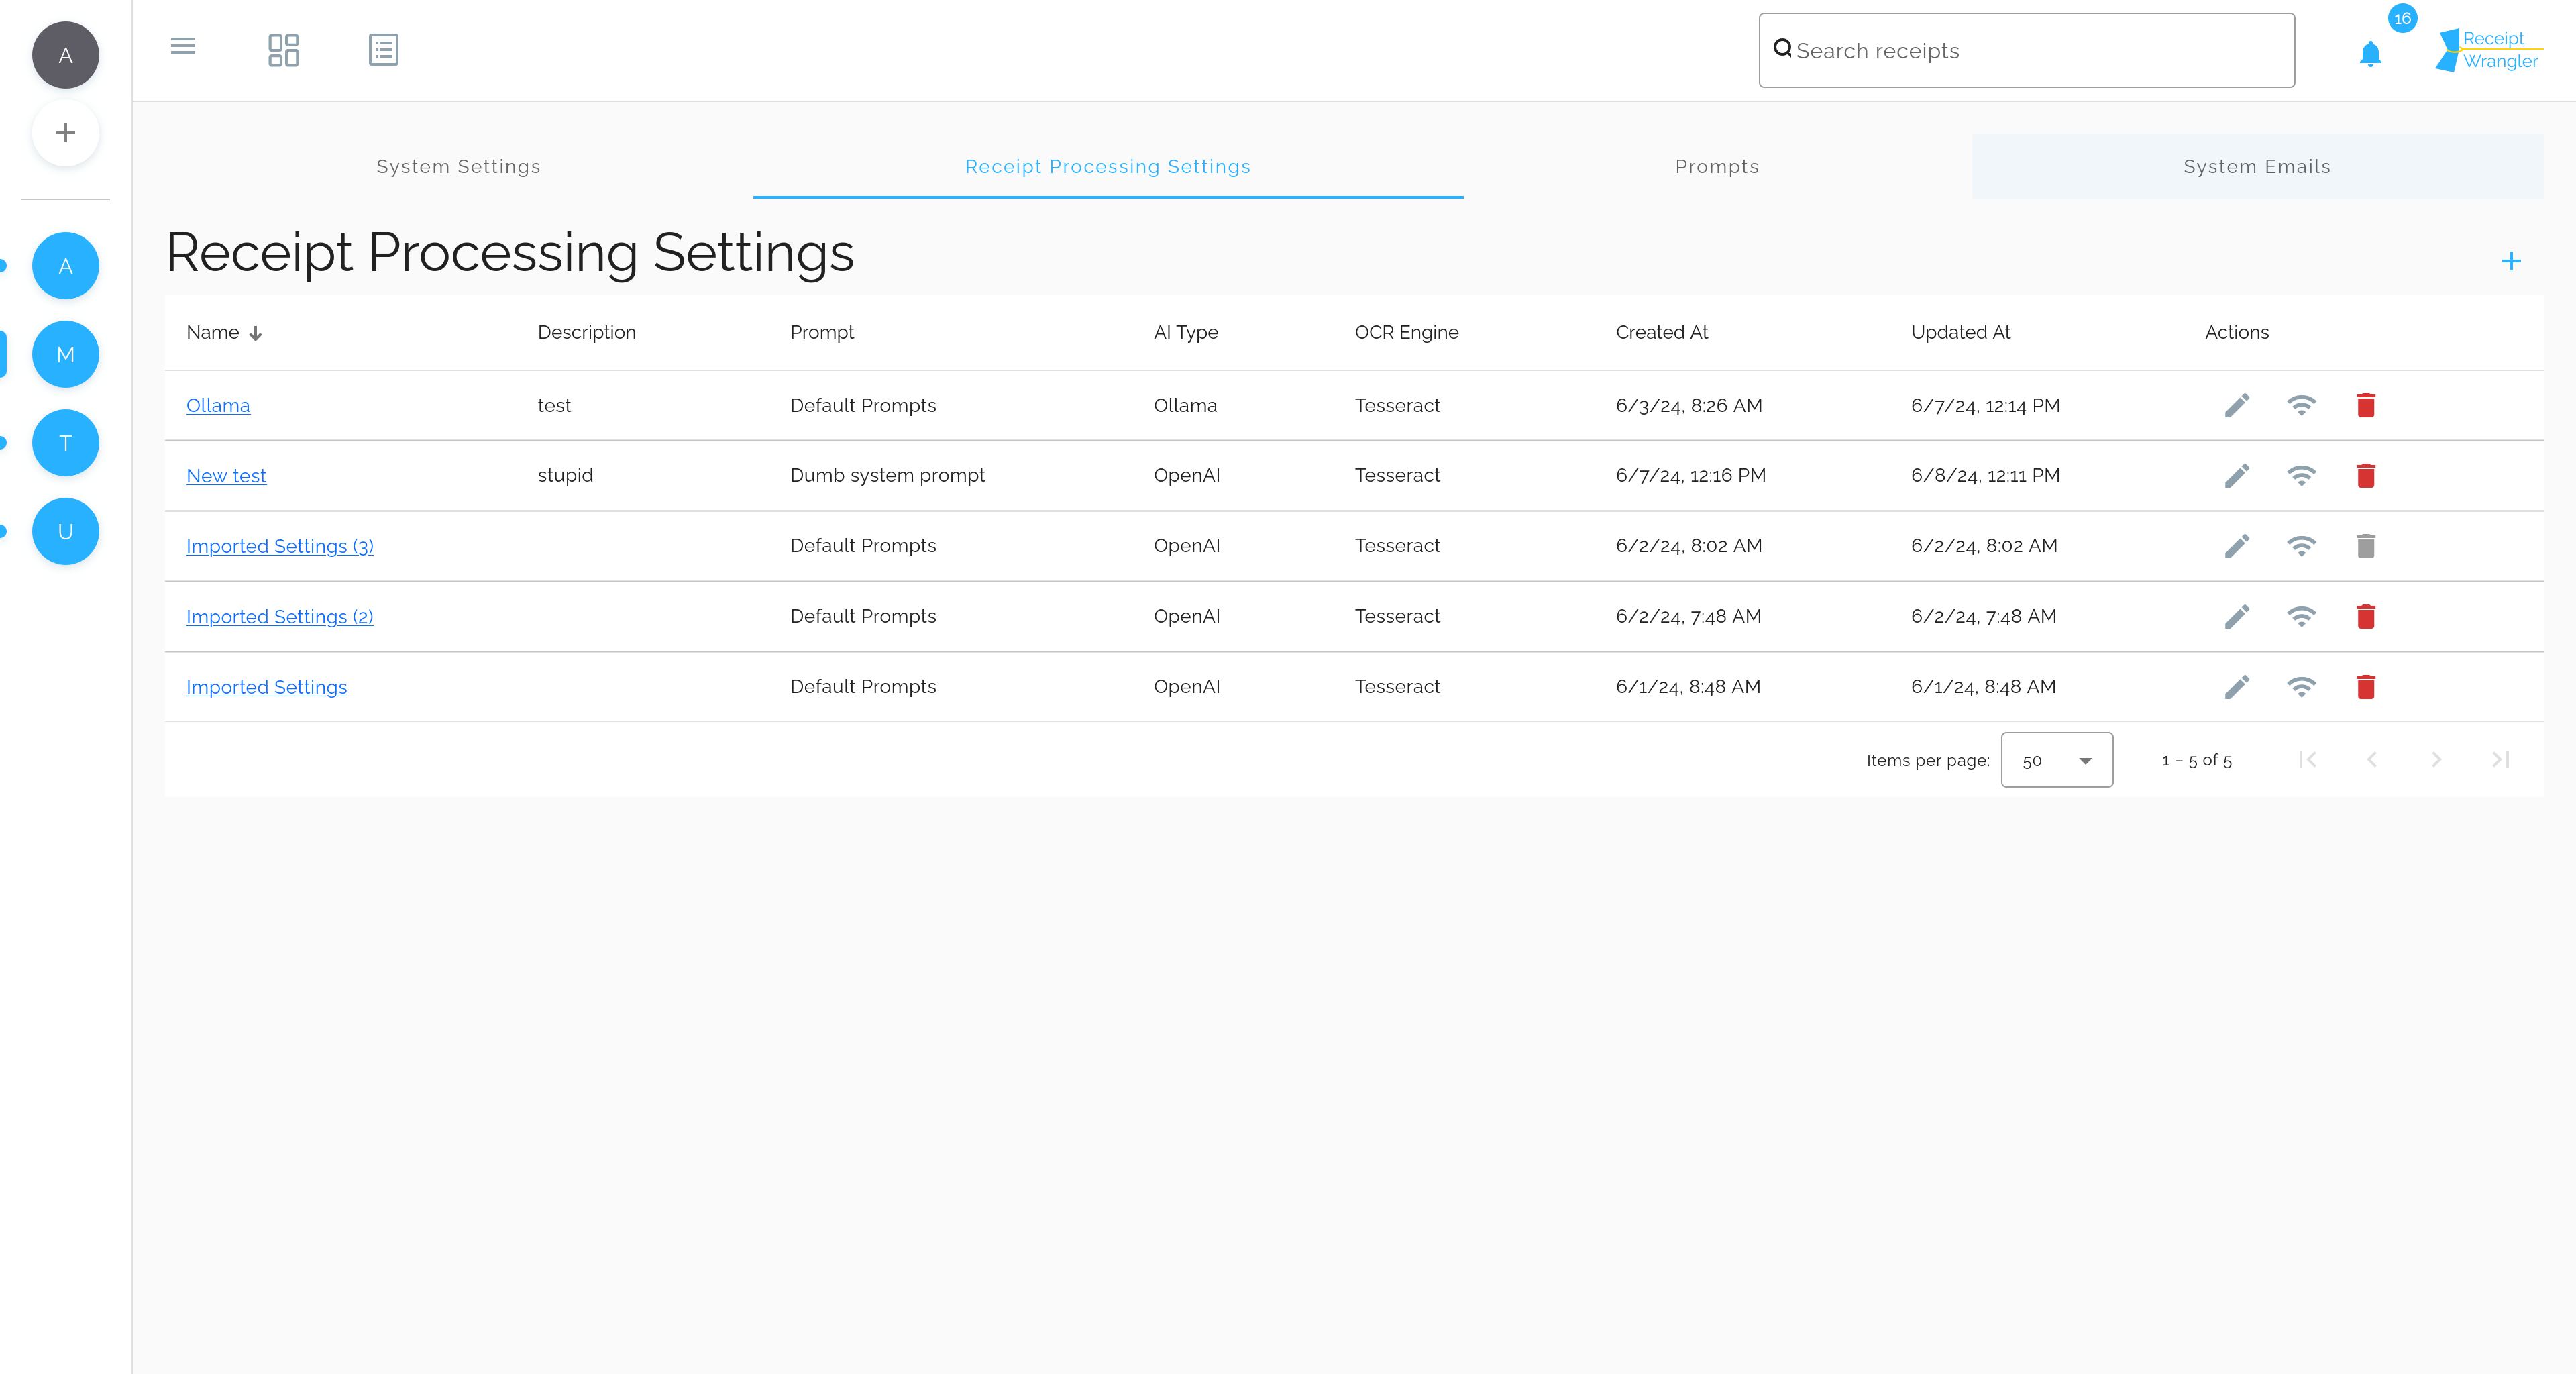 A
Search receipts
16
Receipt
Wrangler
System Settings
Receipt Processing Settings
Prompts
System Emails
Receipt Processing Settings
A
M
T
U
Name Description Prompt AI Type OCR Engine Created At Updated At Actions
Ollama test Default Prompts Ollama Tesseract 6/3/24, 8:26 AM 6/7/24, 12:14 PM
New test stupid Dumb system prompt OpenAI Tesseract 6/7/24, 12:16 PM 6/8/24, 12:11 PM
Imported Settings (3) Default Prompts OpenAI Tesseract 6/2/24, 8:02 AM 6/2/24, 8:02 AM
Imported Settings (2) Default Prompts OpenAI Tesseract 6/2/24, 7:48 AM 6/2/24, 7:48 AM
Imported Settings Default Prompts OpenAI Tesseract 6/1/24, 8:48 AM 6/1/24, 8:48 AM
Items per page: 50 1 – 5 of 5